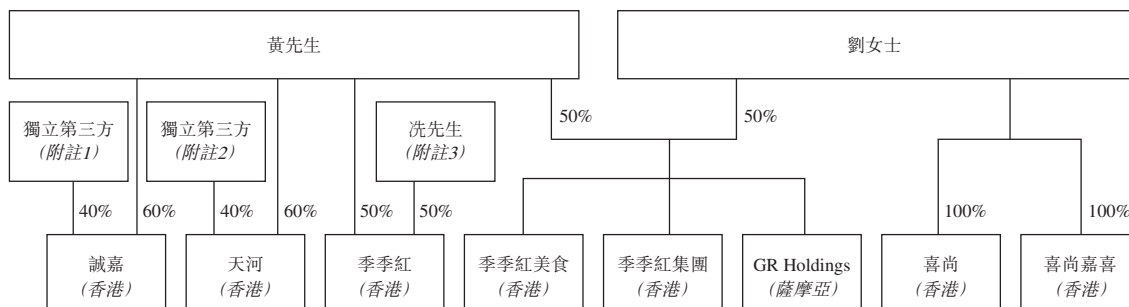 黃先生
劉女士
獨立第三方
(附註1)
獨立第三方
(附註2)
冼先生
(附註3)
50%
50%
40%
60%
40%
60%
50%
50%
100%
100%
誠嘉
(香港)
天河
(香港)
季季紅
(香港)
季季紅美食
(香港)
季季紅集團
(香港)
GR Holdings
(薩摩亞)
喜尚
(香港)
喜尚嘉喜
(香港)